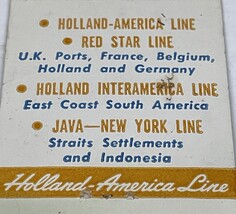 • HOLLAND-AMERICA LINE
• RED STAR LINE
U.K. Ports, France, Belgium,
Holland and Germany
• HOLLAND INTERAMERICA LINE
East Coast South America
• JAVA—NEW YORK LINE
Straits Settlements
and Indonesia
Holland-America Line